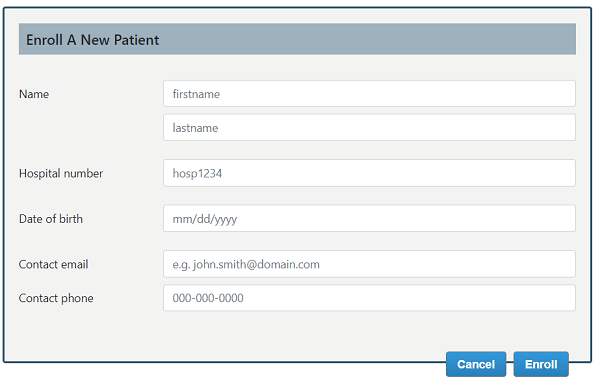 Enroll A New Patient
Name firstname
lastname
Hospital number hosp1234
Date of birth mm/dd/yyyy
Contact email e.g. john.smith@domain.com
Contact phone 000-000-0000
Cancel Enroll